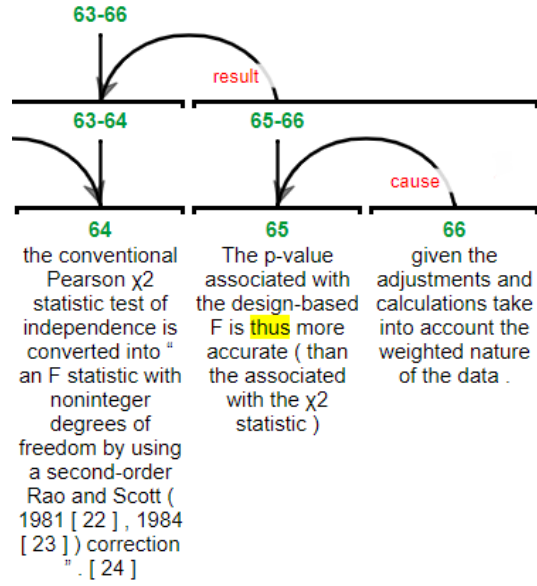 63-66
result
63-64
65-66
cause
64
65
66
the conventional
Pearson χ2
statistic test of
independence is
converted into “
an F statistic with
noninteger
degrees of
freedom by using
a second-order
Rao and Scott (
1981 [ 22 ] , 1984
[ 23 ] ) correction
” . [ 24 ]
The p-value
associated with
the design-based
F is thus more
accurate ( than
the associated
with the χ2
statistic )
given the
adjustments and
calculations take
into account the
weighted nature
of the data .